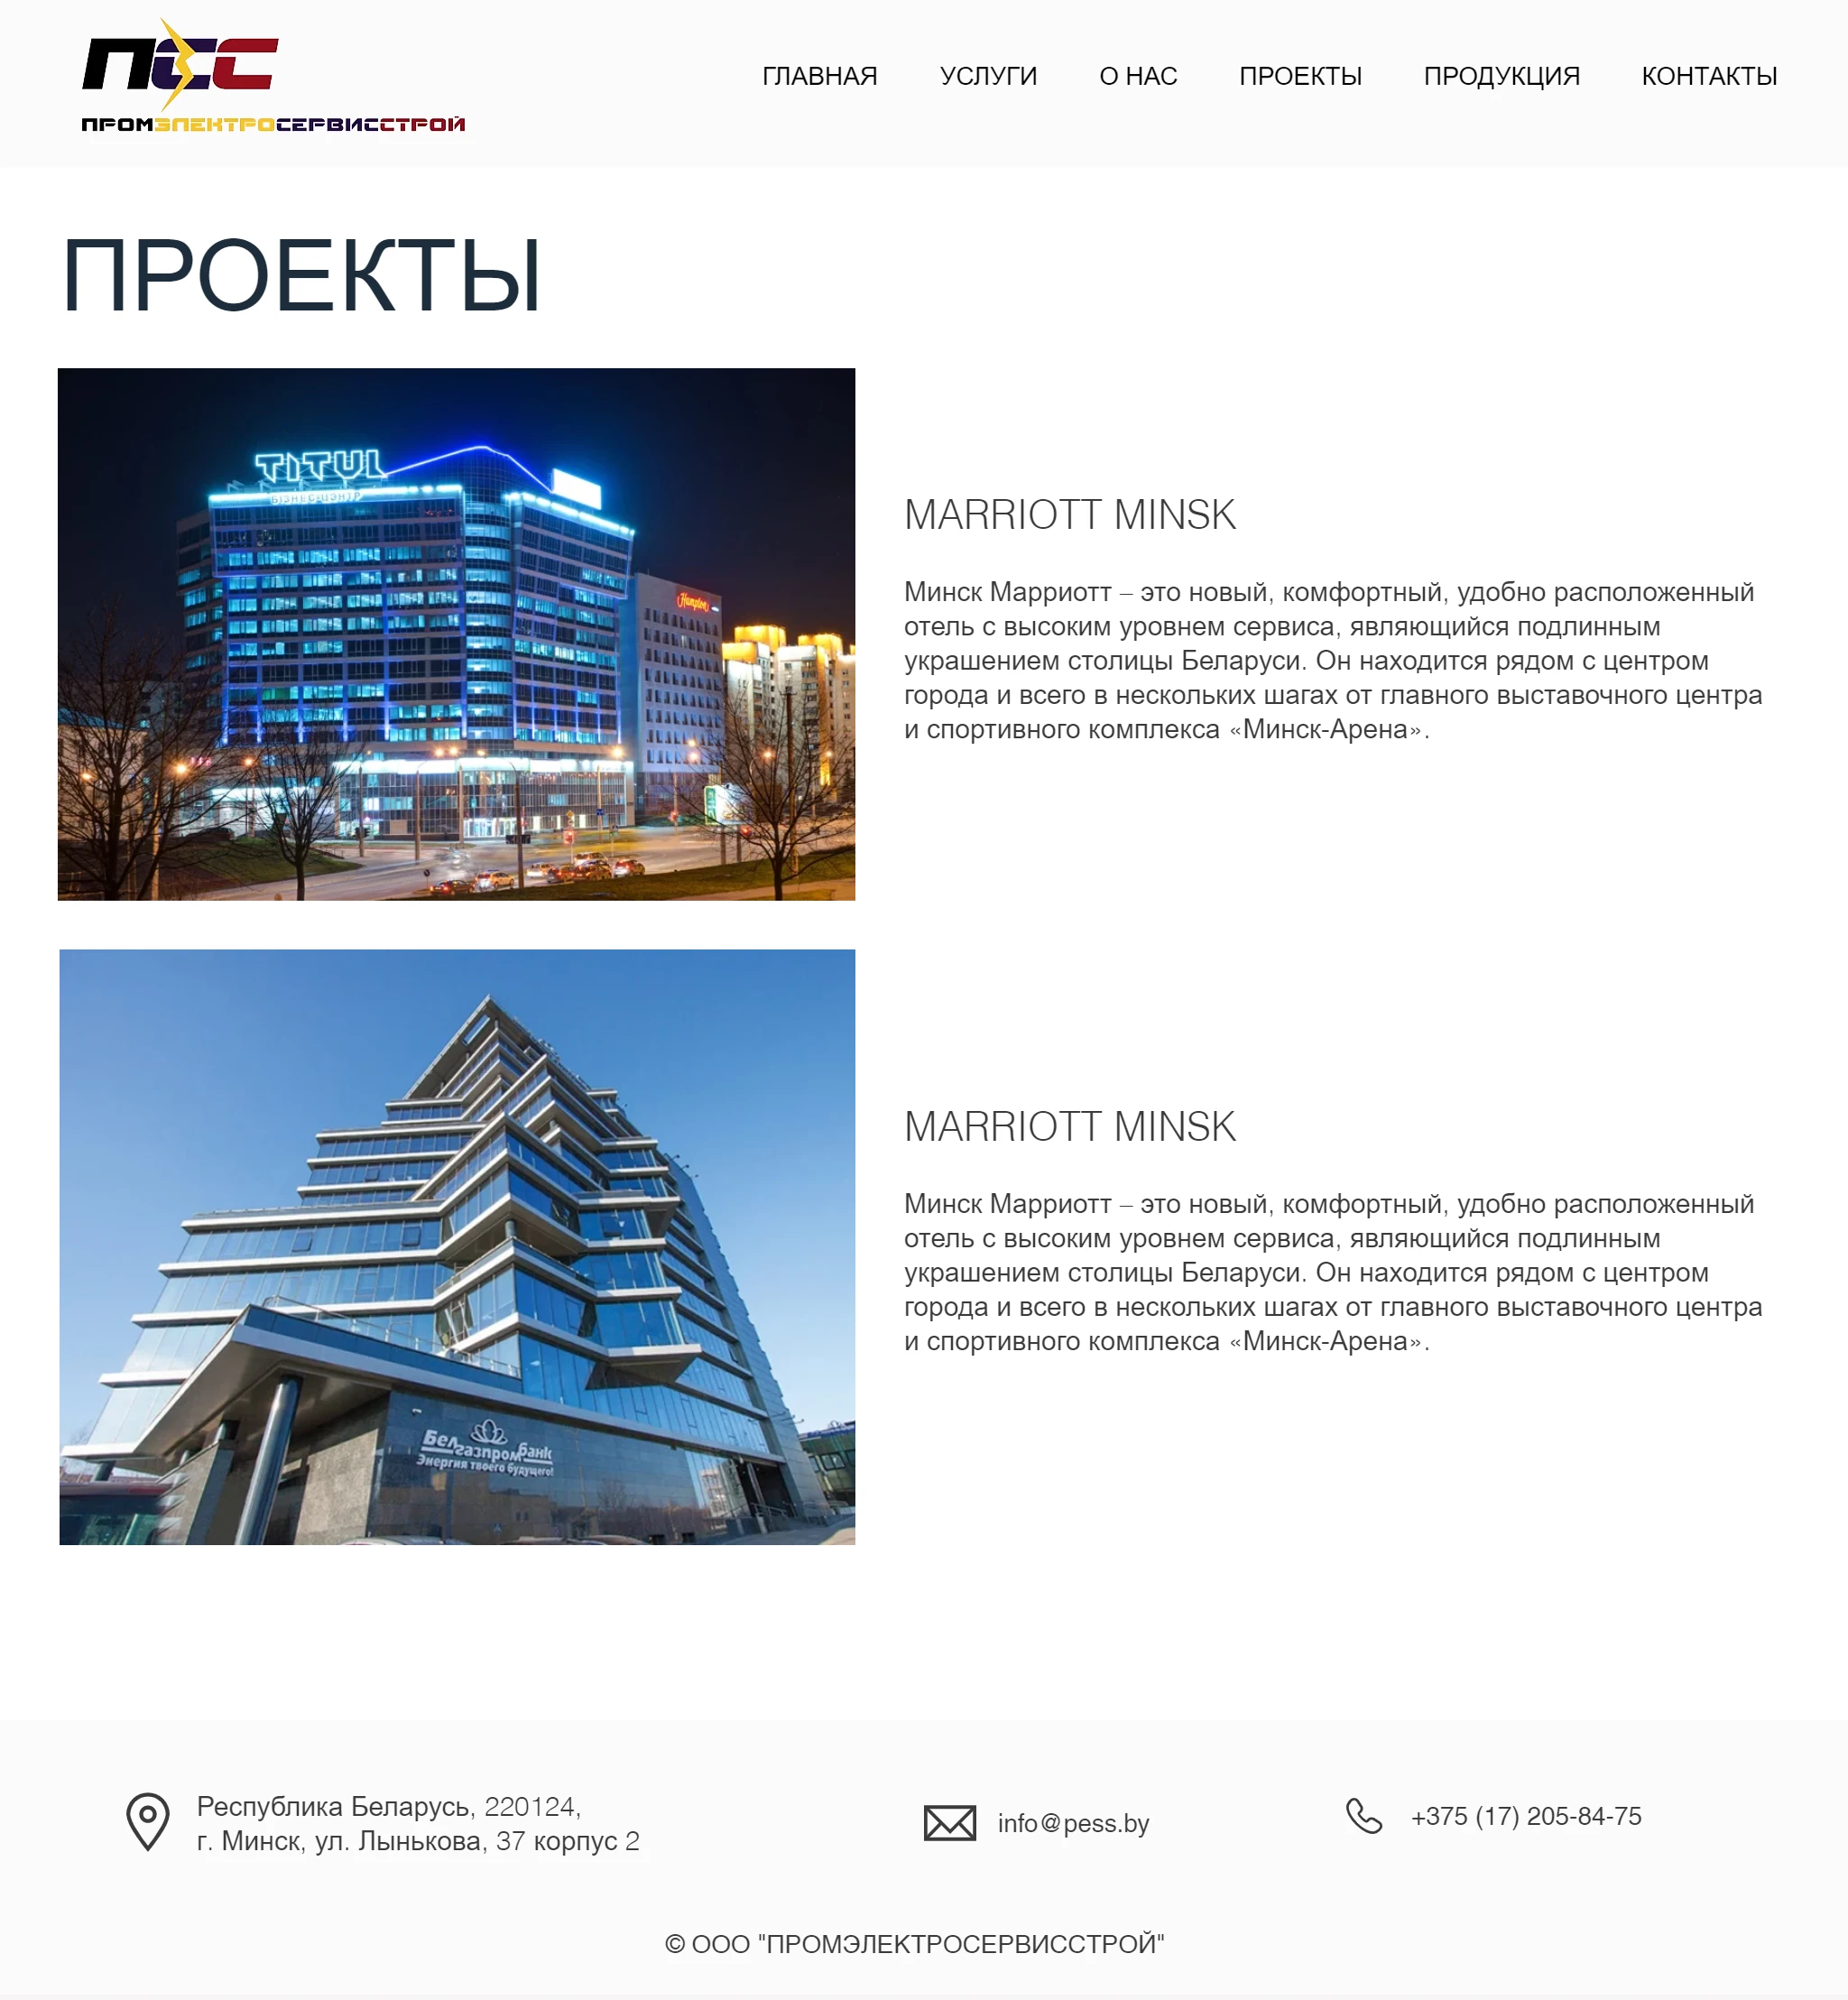 ПСС
ПРОМЭЛЕКТРОСЕРВИССТРОЙ
ГЛАВНАЯ УСЛУГИ О НАС ПРОЕКТЫ ПРОДУКЦИЯ КОНТАКТЫ
ПРОЕКТЫ
TITUL
БІЗНЕС-ЦЭНТР
Hampton
MARRIOTT MINSK
Минск Марриотт – это новый, комфортный, удобно расположенный
отель с высоким уровнем сервиса, являющийся подлинным
украшением столицы Беларуси. Он находится рядом с центром
города и всего в нескольких шагах от главного выставочного центра
и спортивного комплекса «Минск-Арена».
Белгазпромбанк
Энергия твоего будущего!
MARRIOTT MINSK
Минск Марриотт – это новый, комфортный, удобно расположенный
отель с высоким уровнем сервиса, являющийся подлинным
украшением столицы Беларуси. Он находится рядом с центром
города и всего в нескольких шагах от главного выставочного центра
и спортивного комплекса «Минск-Арена».
Республика Беларусь, 220124,
г. Минск, ул. Лынькова, 37 корпус 2
info@pess.by
+375 (17) 205-84-75
© ООО "ПРОМЭЛЕКТРОСЕРВИССТРОЙ"